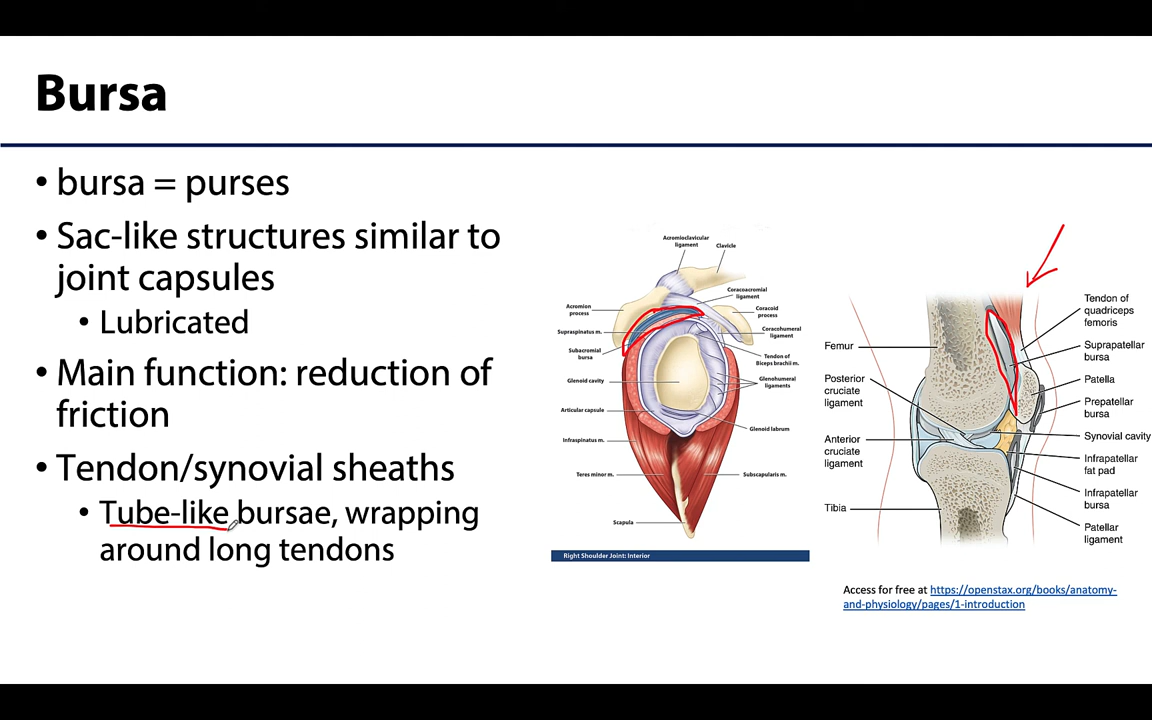 Bursa
• bursa = purses
• Sac-like structures similar to
joint capsules
• Lubricated
• Main function: reduction of
friction
• Tendon/synovial sheaths
• Tube-like bursae, wrapping
around long tendons
Acromioclavicular
ligament
Clavicle
Coracoacromial
ligament
Acromion
process
Coracoid
process
Supraspinatus m.
Coracohumeral
ligament
Subacromial
bursa
Tendon of
Biceps brachii m.
Glenoid cavity
Glenohumeral
ligaments
Articular capsule
Glenoid labrum
Infraspinatus m.
Teres minor m.
Subscapularis m.
Scapula
Right Shoulder Joint: Interior
Femur
Posterior
cruciate
ligament
Anterior
cruciate
ligament
Tibia
Tendon of
quadriceps
femoris
Suprapatellar
bursa
Patella
Prepatellar
bursa
Synovial cavity
Infrapatellar
fat pad
Infrapatellar
bursa
Patellar
ligament
Access for free at https://openstax.org/books/anatomy-
and-physiology/pages/1-introduction